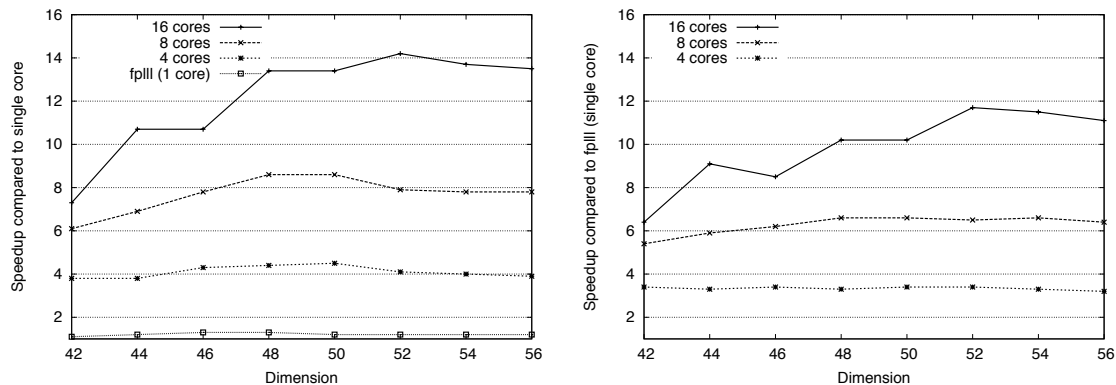 Speedup compared to single core
16
14
12
10
8
6
4
2
16 cores
8 cores
4 cores
fplll (1 core)
42 44 46 48 50 52 54 56
Dimension
Speedup compared to fplll (single core)
16
14
12
10
8
6
4
2
16 cores
8 cores
4 cores
42 44 46 48 50 52 54 56
Dimension